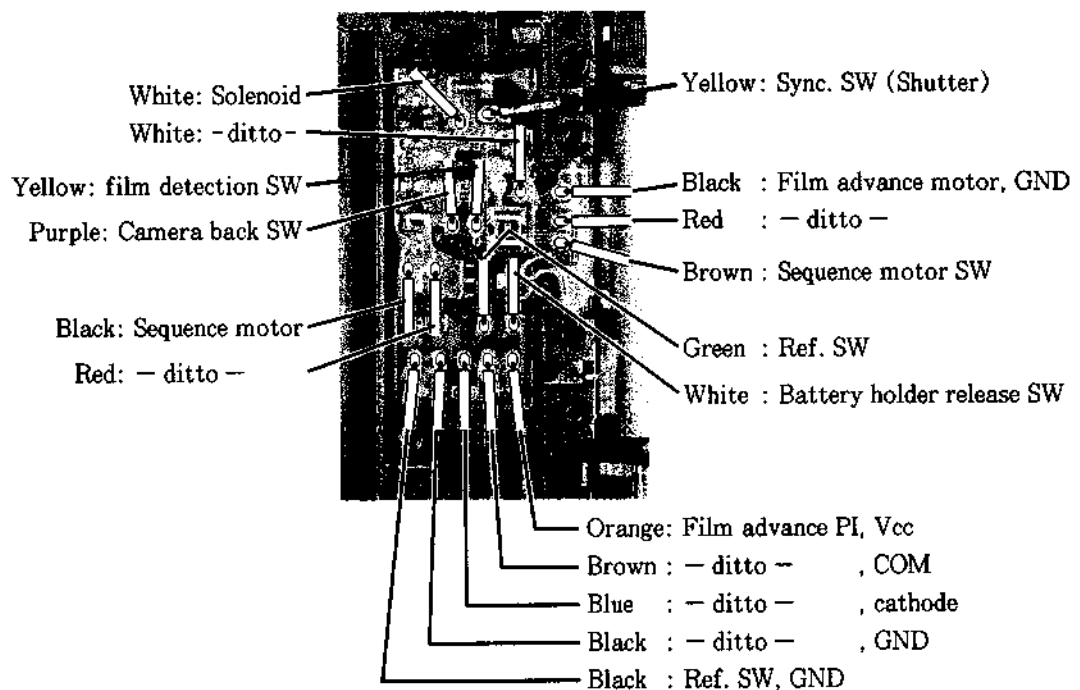 White: Solenoid
White: -ditto-
Yellow: film detection SW
Purple: Camera back SW
Black: Sequence motor
Red: - ditto -
Yellow: Sync. SW (Shutter)
Black : Film advance motor, GND
Red : - ditto -
Brown : Sequence motor SW
Green : Ref. SW
White : Battery holder release SW
Orange: Film advance PI, Vcc
Brown : - ditto - , COM
Blue : - ditto - , cathode
Black : - ditto - , GND
Black : Ref. SW, GND